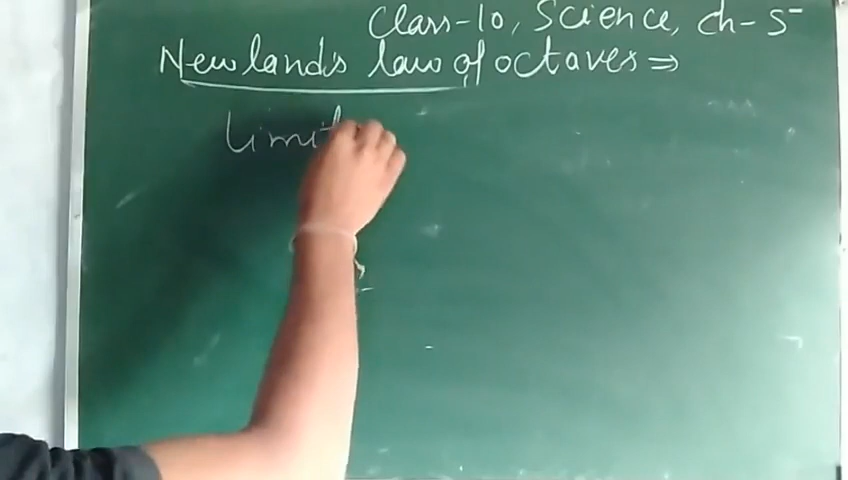 Class-10, Science, ch-5
Newlands law of octaves ⇒
Limit